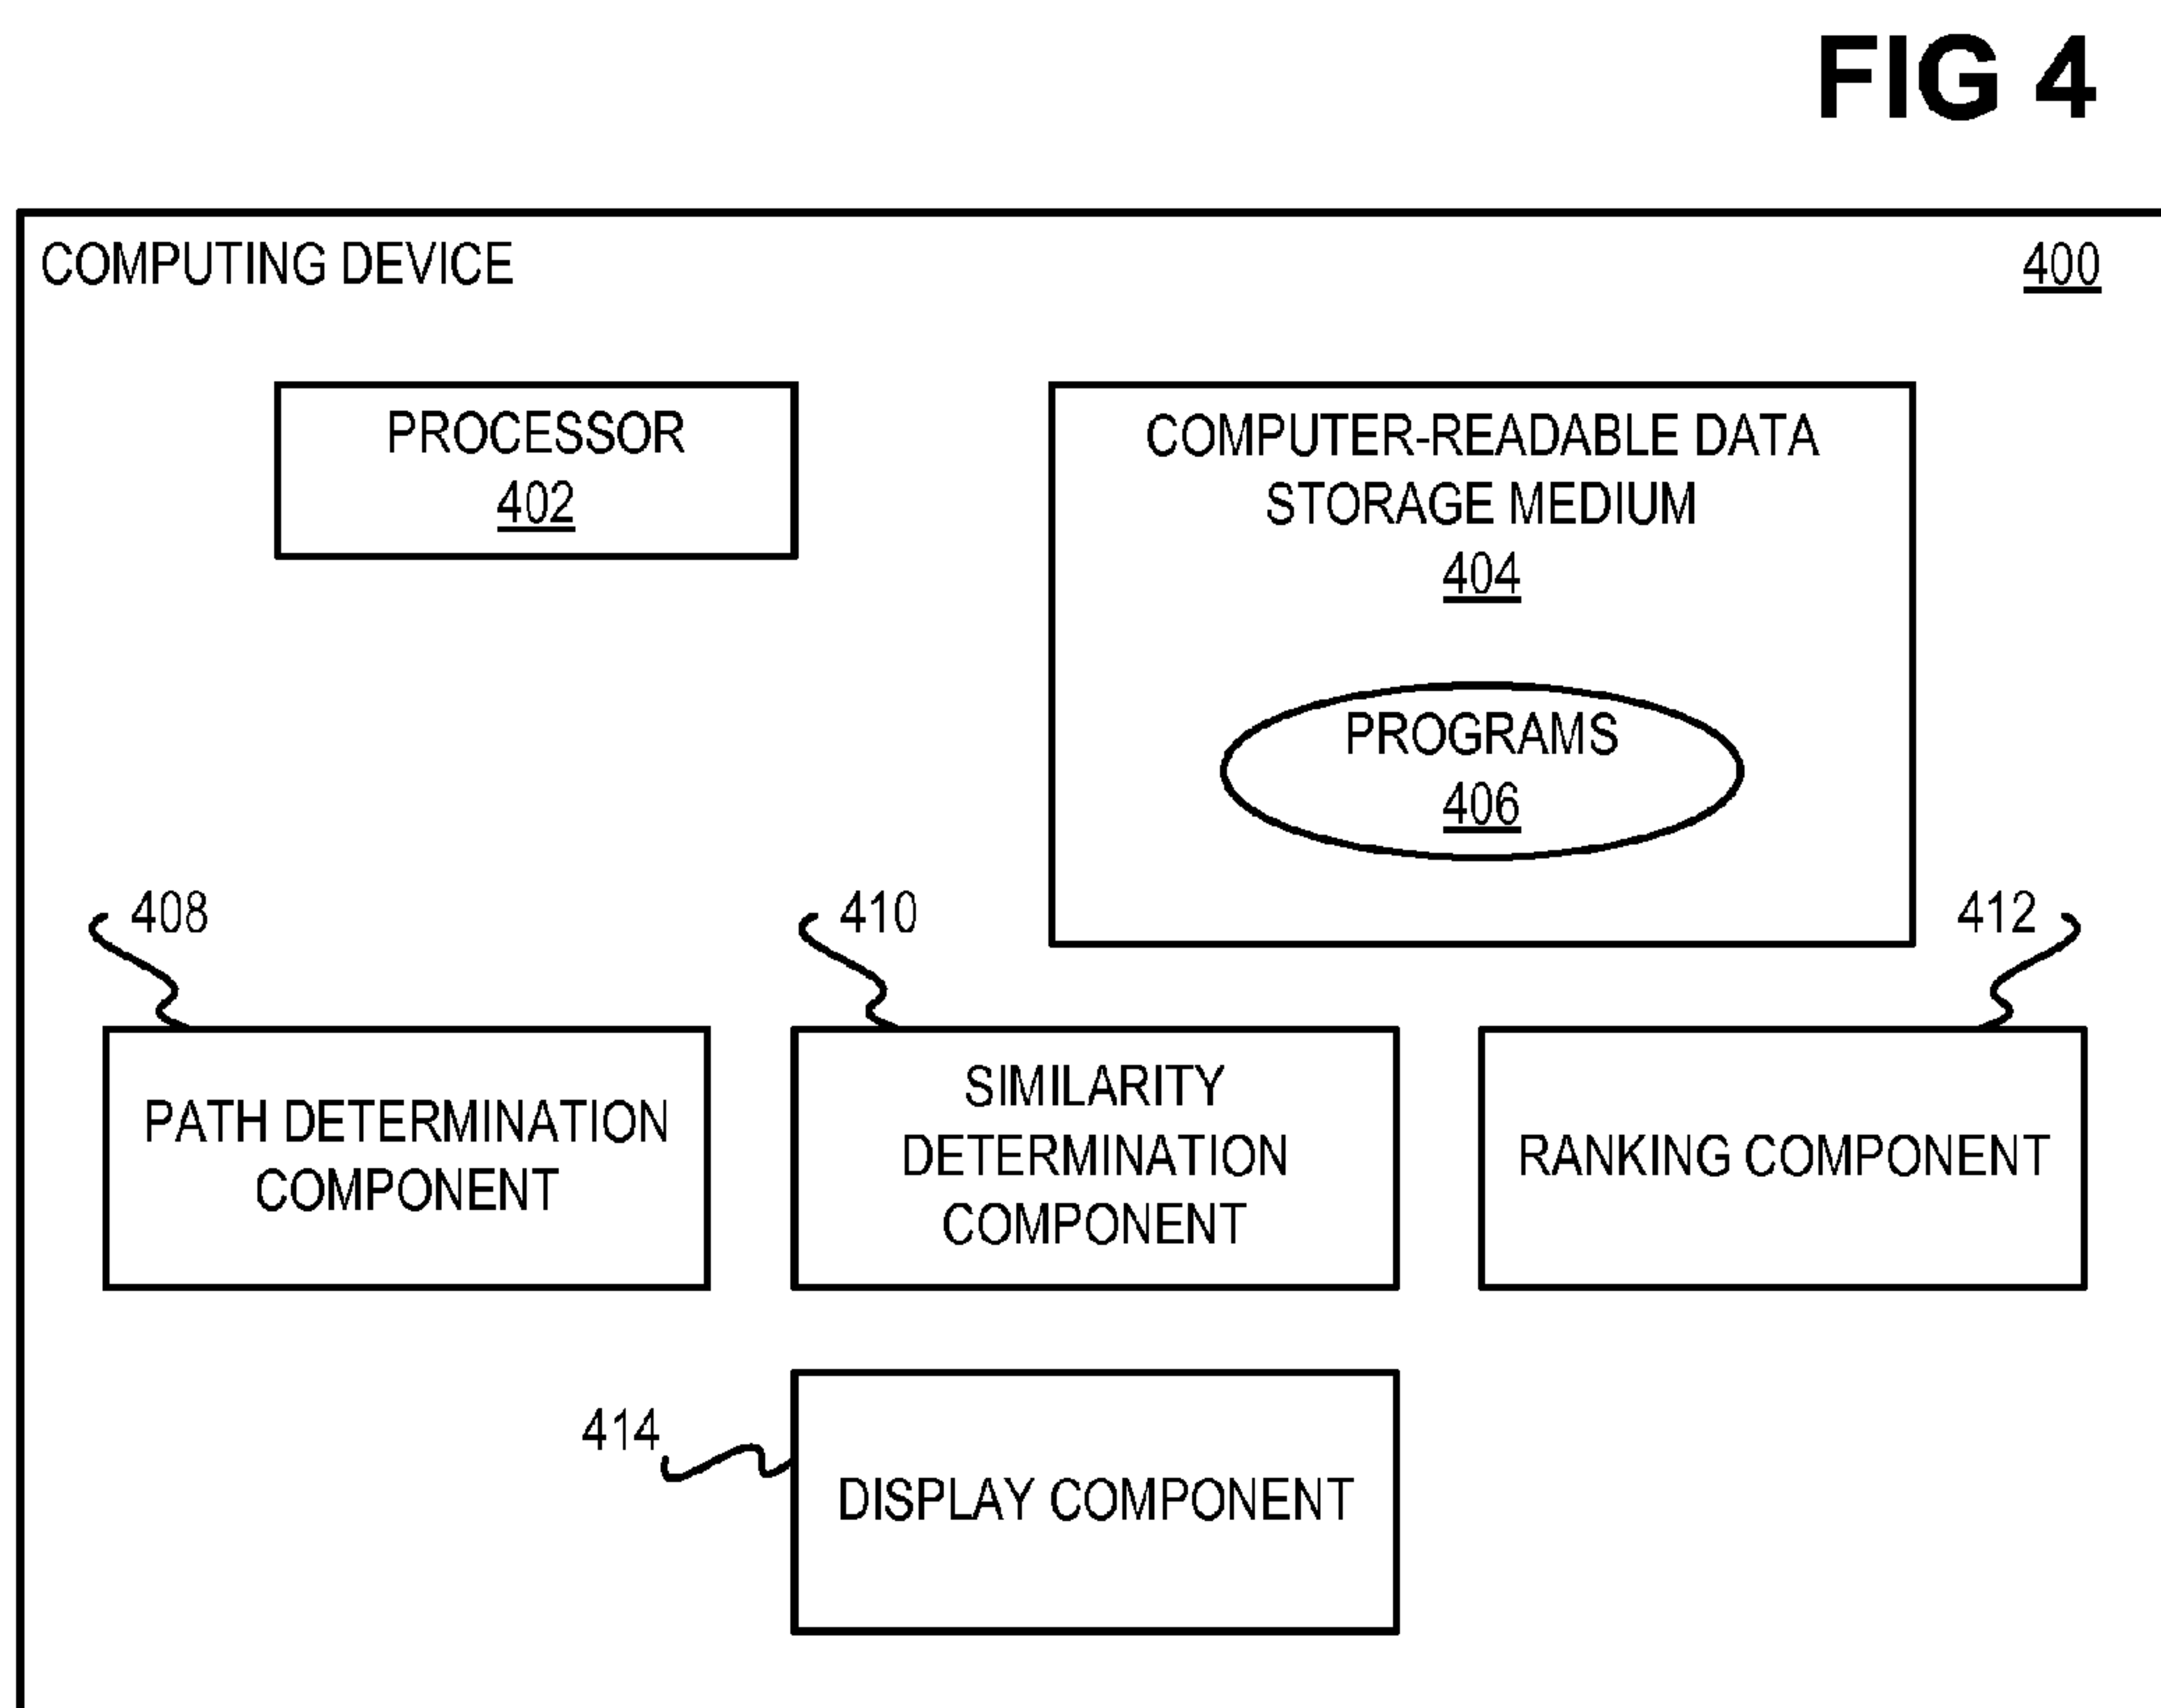 FIG 4
COMPUTING DEVICE
400
PROCESSOR
402
COMPUTER-READABLE DATA
STORAGE MEDIUM
404
PROGRAMS
406
408
410
412
PATH DETERMINATION
COMPONENT
SIMILARITY
DETERMINATION
COMPONENT
RANKING COMPONENT
414
DISPLAY COMPONENT